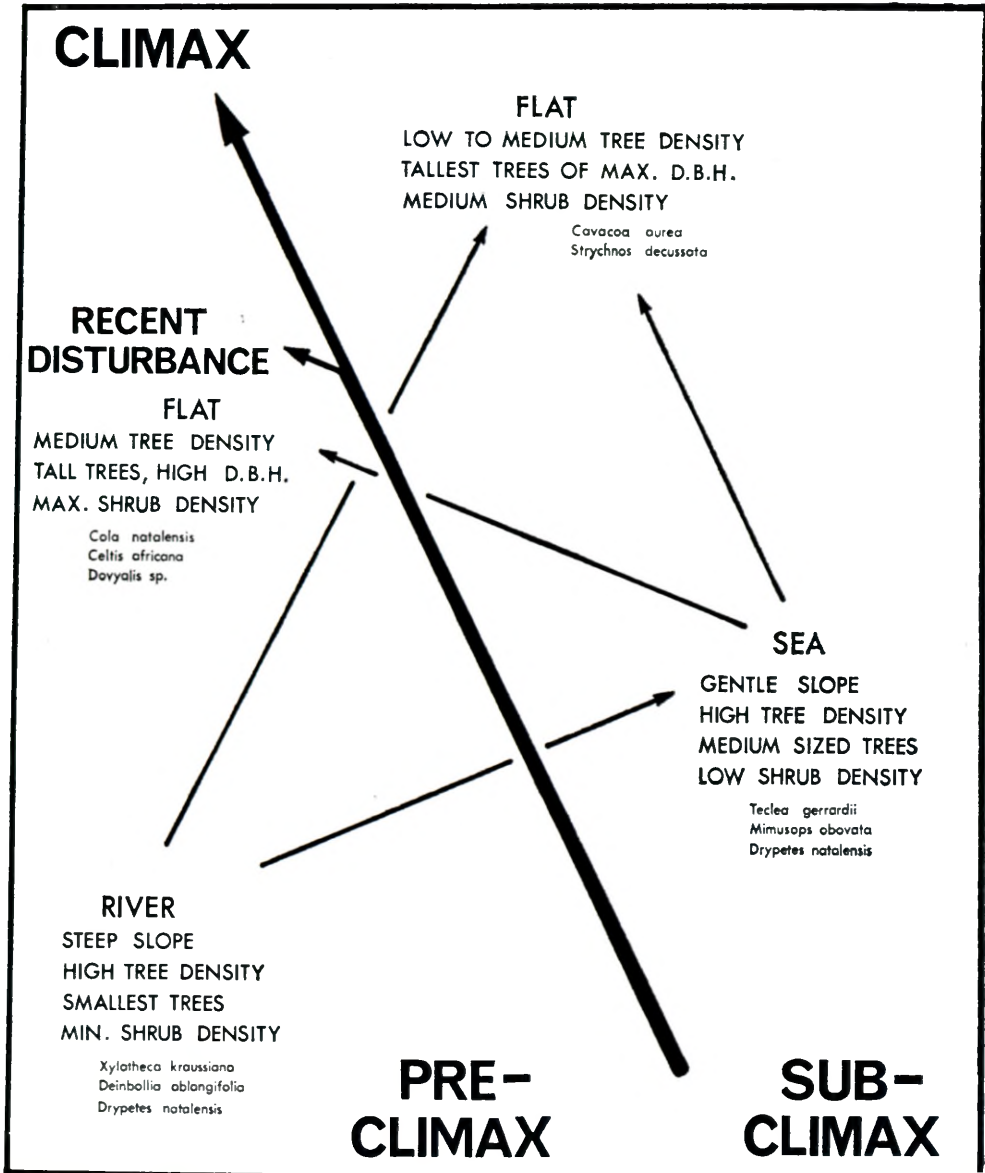 CLIMAX
FLAT
LOW TO MEDIUM TREE DENSITY
TALLEST TREES OF MAX. D.B.H.
MEDIUM SHRUB DENSITY
Cavacoa aurea
Strychnos decussata
RECENT
DISTURBANCE
FLAT
MEDIUM TREE DENSITY
TALL TREES, HIGH D.B.H.
MAX. SHRUB DENSITY
Cola natalensis
Celtis africana
Dovyalis sp.
SEA
GENTLE SLOPE
HIGH TREE DENSITY
MEDIUM SIZED TREES
LOW SHRUB DENSITY
Teclea gerrardii
Mimusops obovata
Drypetes natalensis
RIVER
STEEP SLOPE
HIGH TREE DENSITY
SMALLEST TREES
MIN. SHRUB DENSITY
Xylotheca kraussiana
Deinbollia oblongifolia
Drypetes natalensis
PRE-
CLIMAX
SUB-
CLIMAX